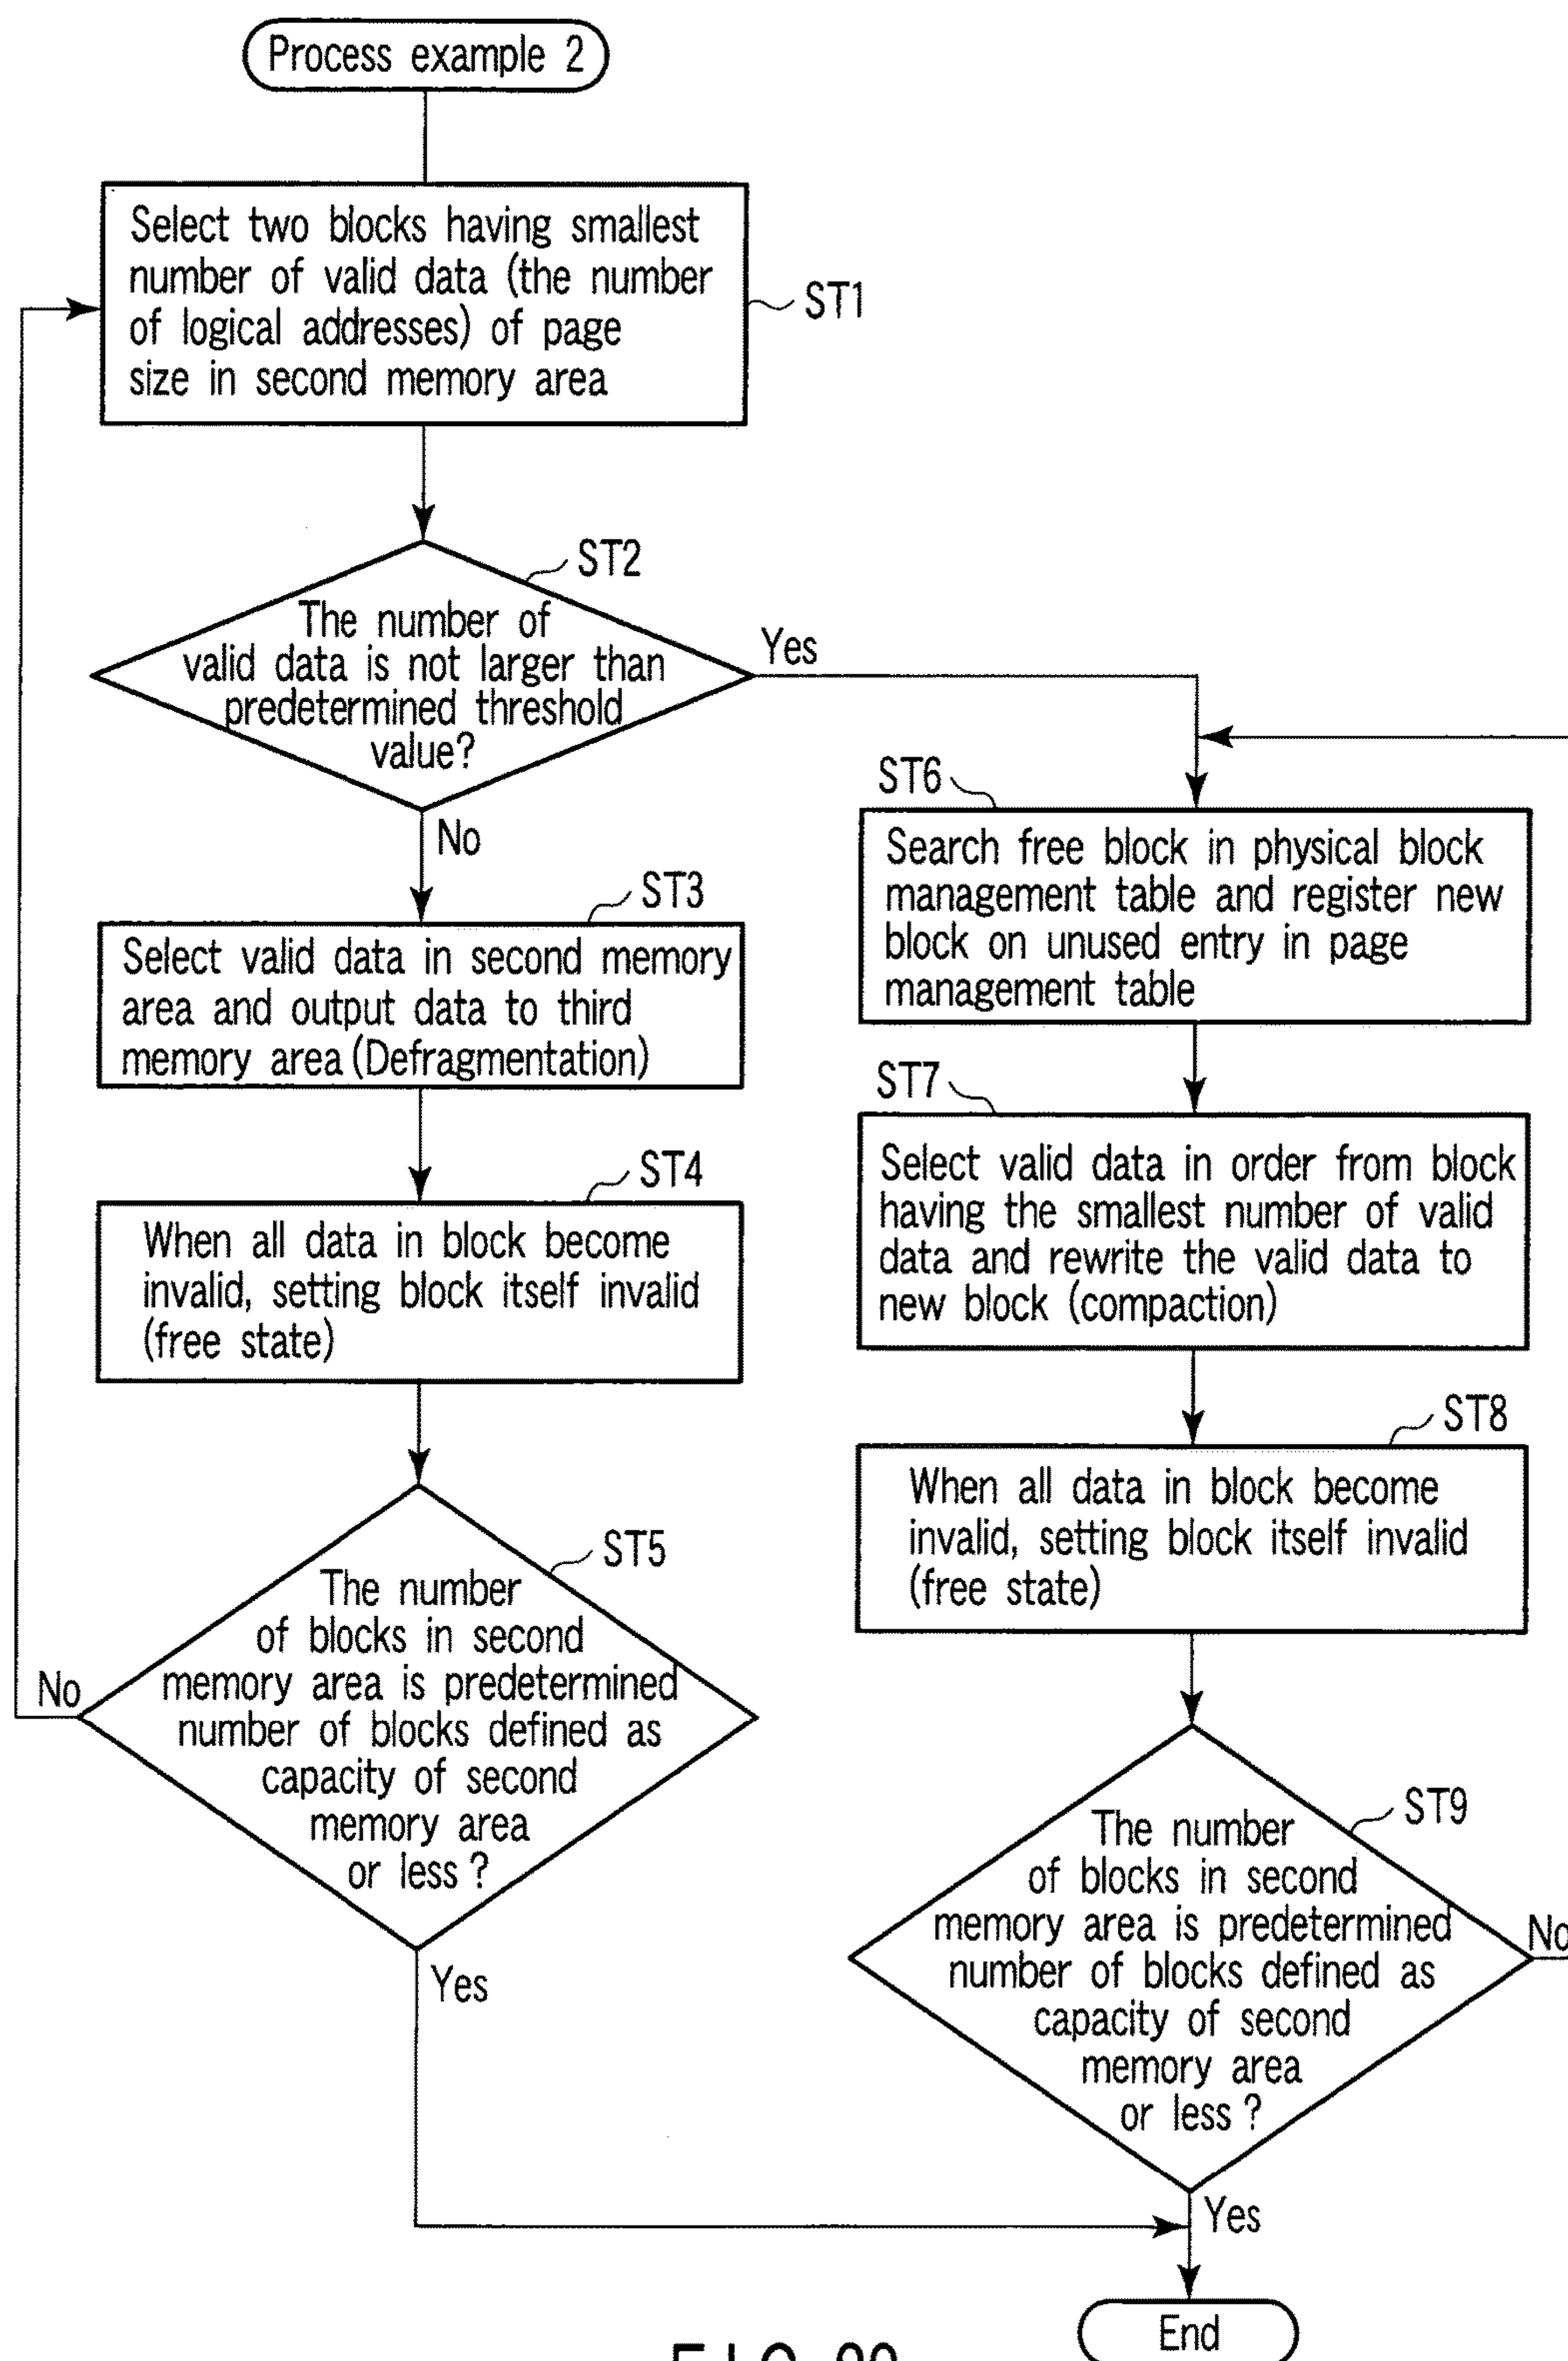 Process example 2
Select two blocks having smallest
number of valid data (the number
of logical addresses) of page
size in second memory area
ST1
ST2
The number of
valid data is not larger than
predetermined threshold
value?
Yes
No
ST3
Select valid data in second memory
area and output data to third
memory area (Defragmentation)
ST4
When all data in block become
invalid, setting block itself invalid
(free state)
ST5
The number
of blocks in second
memory area is predetermined
number of blocks defined as
capacity of second
memory area
or less ?
No
Yes
ST6
Search free block in physical block
management table and register new
block on unused entry in page
management table
ST7
Select valid data in order from block
having the smallest number of valid
data and rewrite the valid data to
new block (compaction)
ST8
When all data in block become
invalid, setting block itself invalid
(free state)
ST9
The number
of blocks in second
memory area is predetermined
number of blocks defined as
capacity of second
memory area
or less ?
No
Yes
End